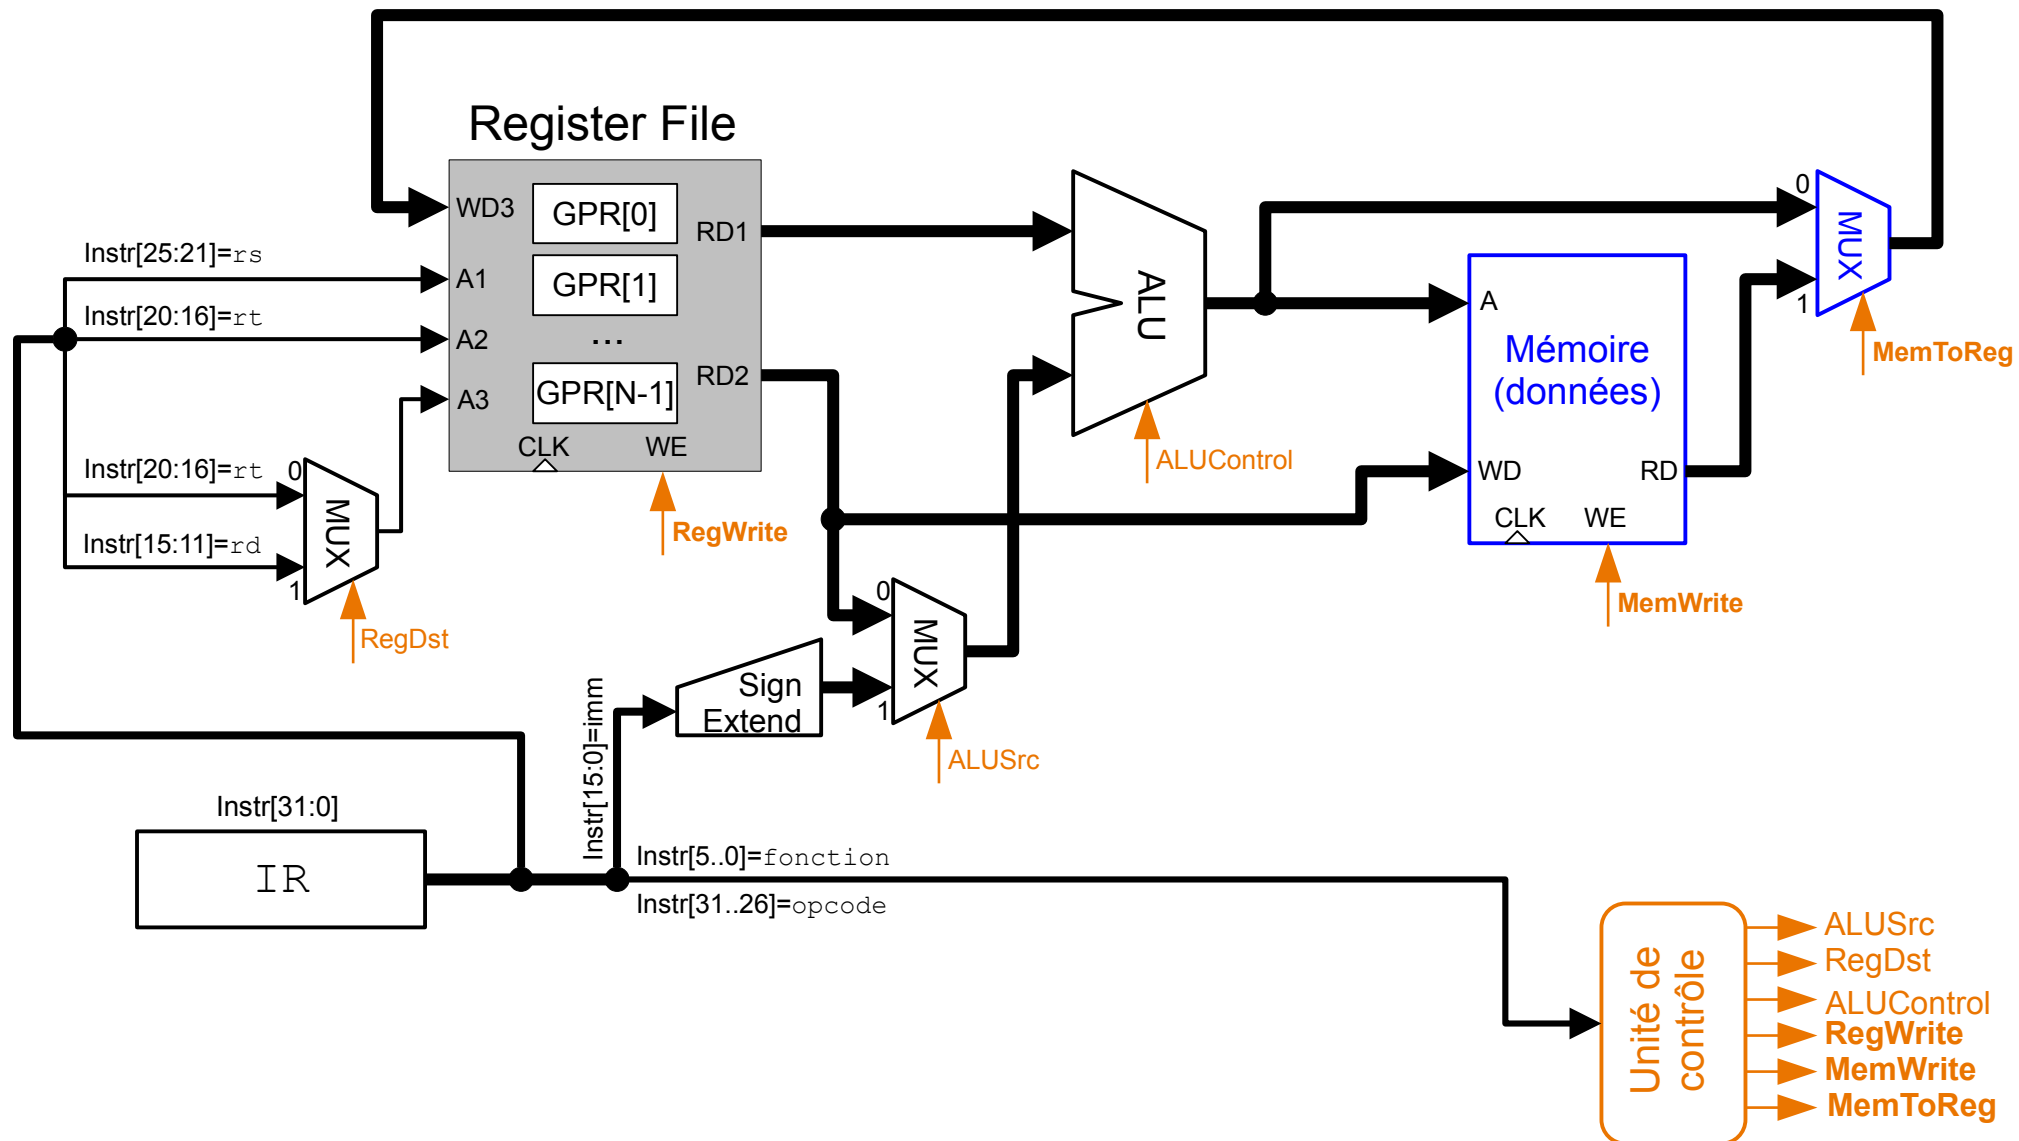 Register File
WD3
GPR[0]
RD1
0
MUX
1
MemToReg
Instr[25:21]=rs
A1
GPR[1]
ALU
A
Instr[20:16]=rt
A2
...
Mémoire
(données)
RD2
A3
GPR[N-1]
CLK
WE
RegWrite
ALUControl
WD
RD
CLK
WE
MemWrite
Instr[20:16]=rt
0
MUX
Instr[15:11]=rd
1
RegDst
0
MUX
1
Sign
Extend
ALUSrc
Instr[15:0]=imm
Instr[31:0]
IR
Instr[5..0]=fonction
Instr[31..26]=opcode
Unité de
contrôle
ALUSrc
RegDst
ALUControl
RegWrite
MemWrite
MemToReg